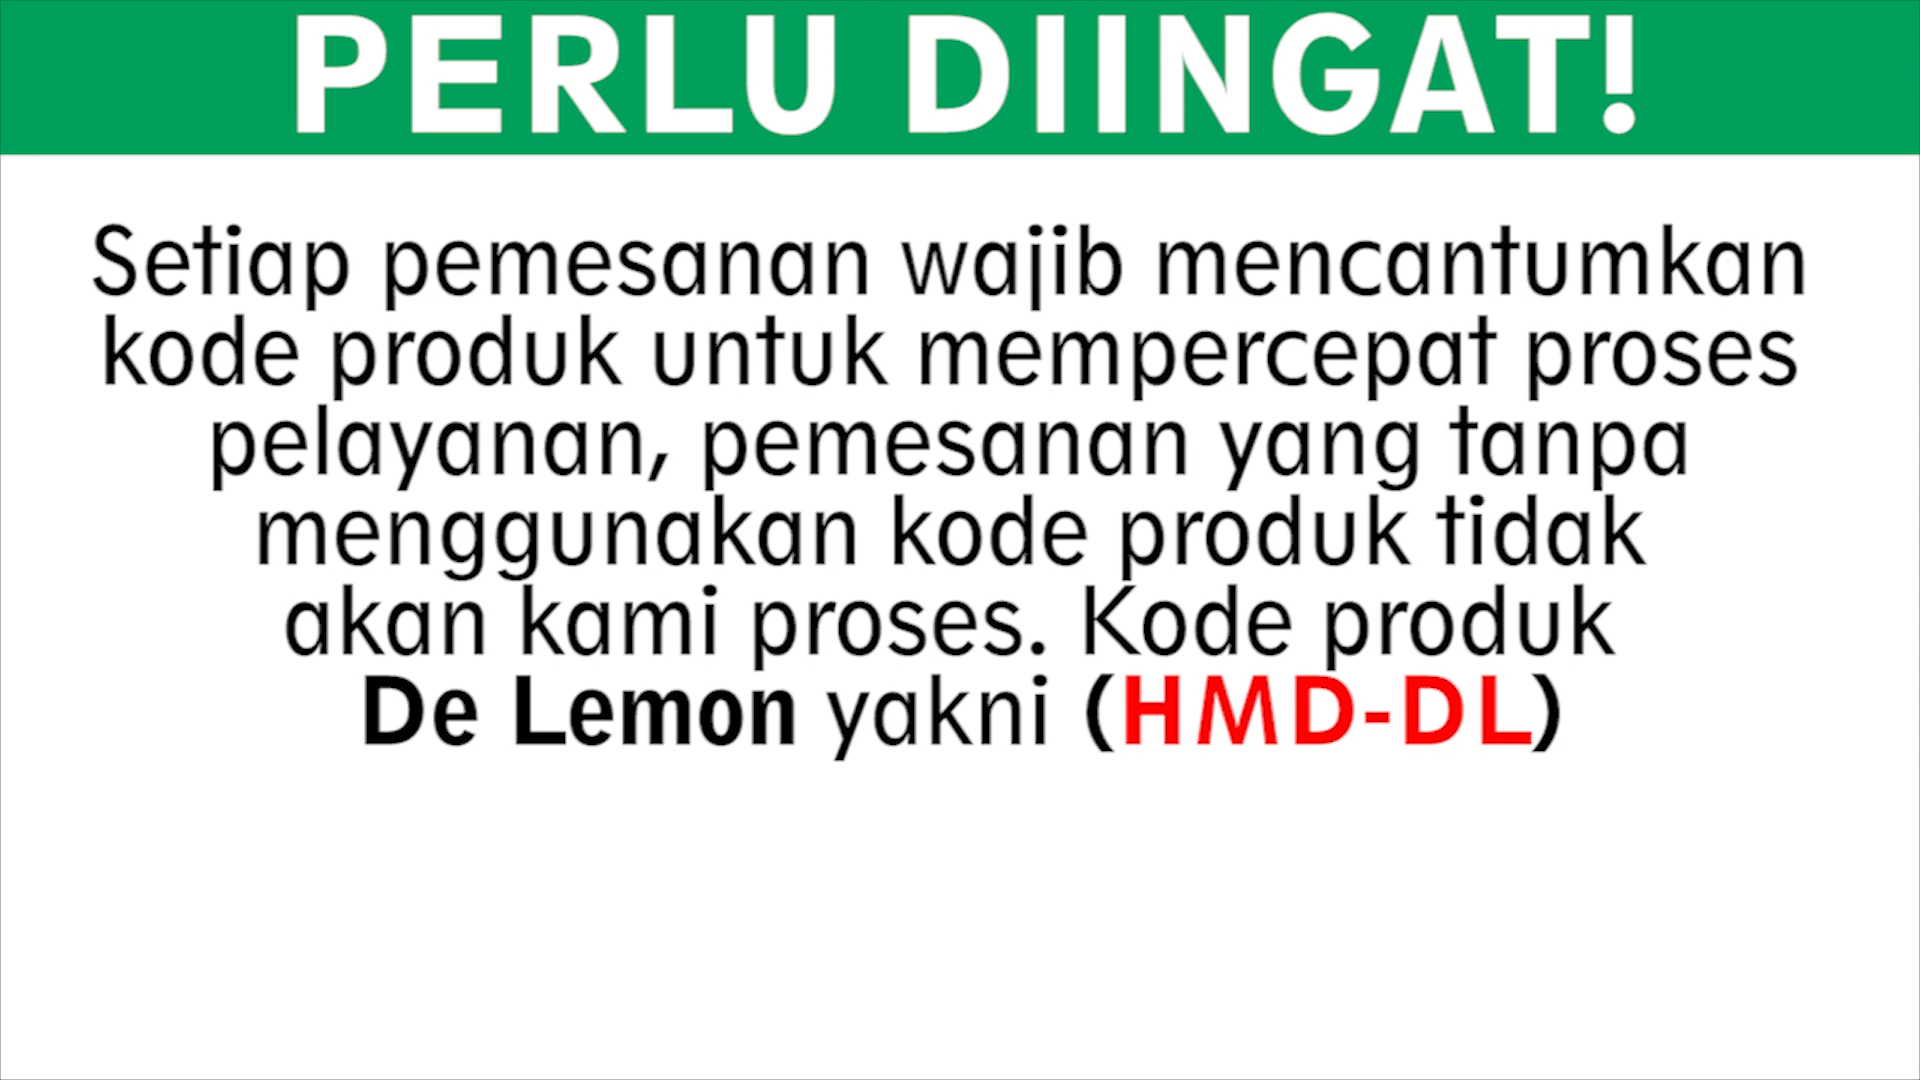 PERLU DIINGAT!
Setiap pemesanan wajib mencantumkan
kode produk untuk mempercepat proses
pelayanan, pemesanan yang tanpa
menggunakan kode produk tidak
akan kami proses. Kode produk
De Lemon yakni (HMD-DL)